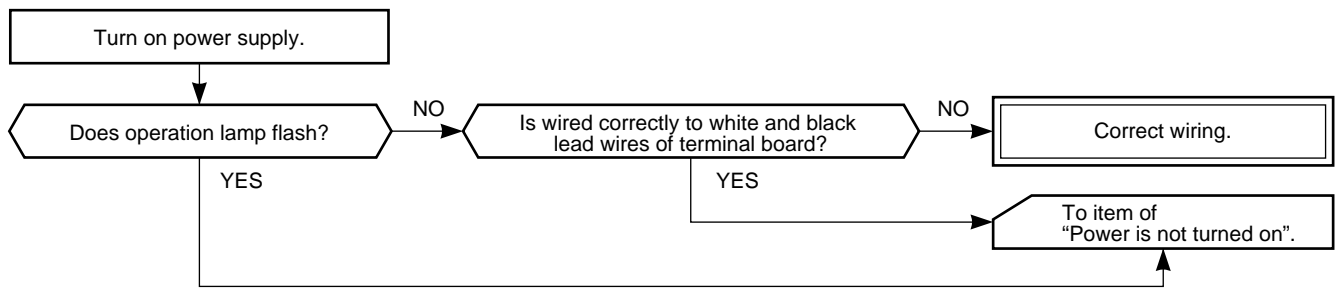 Turn on power supply.
Does operation lamp flash?
NO
Is wired correctly to white and black
lead wires of terminal board?
NO
Correct wiring.
YES
YES
To item of
“Power is not turned on”.